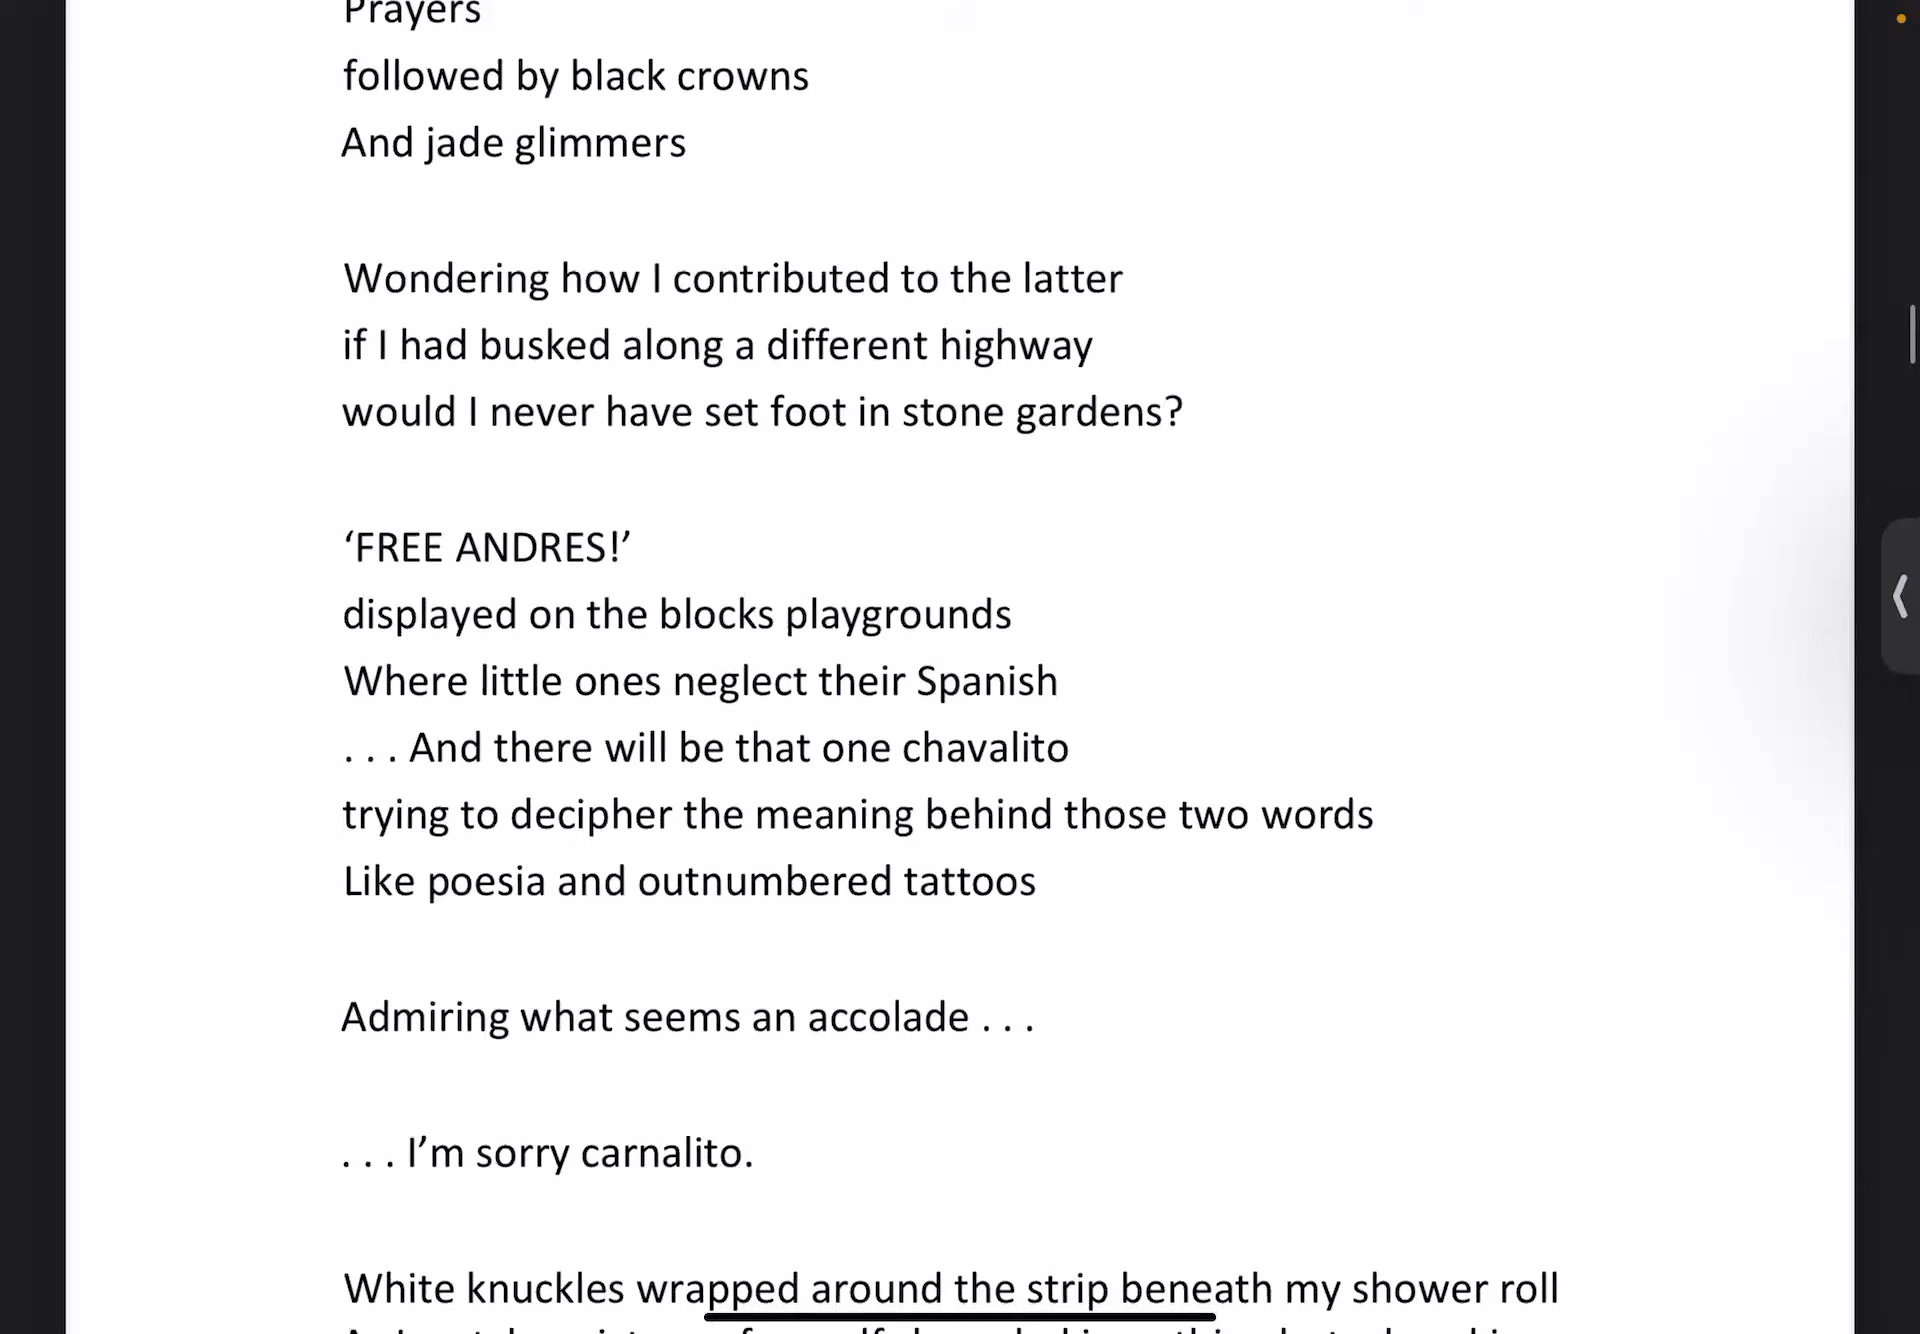 Prayers
followed by black crowns
And jade glimmers
Wondering how I contributed to the latter
if I had busked along a different highway
would I never have set foot in stone gardens?
‘FREE ANDRES!’
displayed on the blocks playgrounds
Where little ones neglect their Spanish
. . . And there will be that one chavalito
trying to decipher the meaning behind those two words
Like poesia and outnumbered tattoos
Admiring what seems an accolade . . .
. . . I’m sorry carnalito.
White knuckles wrapped around the strip beneath my shower roll